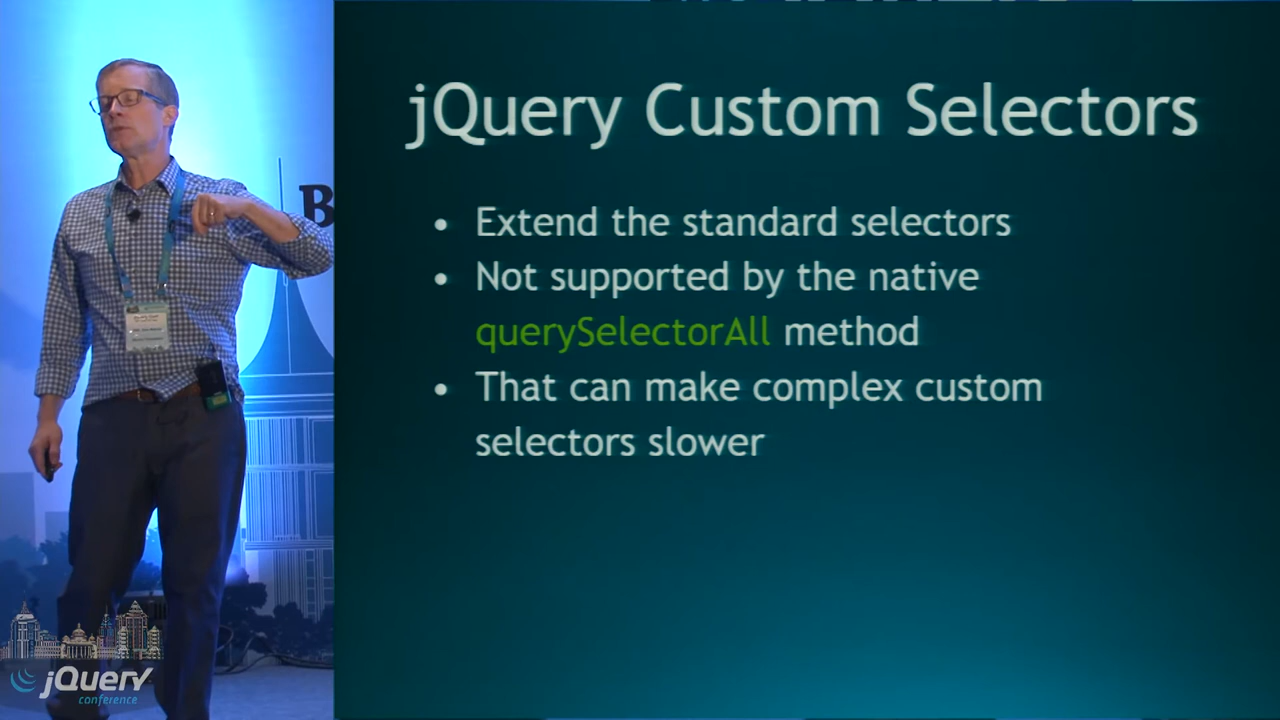 jQuery Custom Selectors
• Extend the standard selectors
• Not supported by the native
querySelectorAll method
• That can make complex custom
selectors slower
B
jQuery
conference